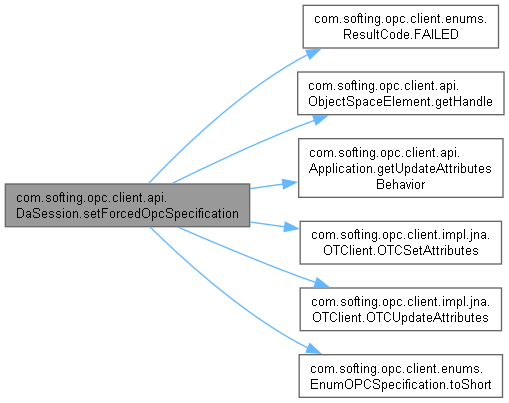 com.softing.opc.client.enums.
ResultCode.FAILED
com.softing.opc.client.api.
ObjectSpaceElement.getHandle
com.softing.opc.client.api.
Application.getUpdateAttributes
Behavior
com.softing.opc.client.api.
DaSession.setForcedOpcSpecification
com.softing.opc.client.impl.jna.
OTClient.OTCSetAttributes
com.softing.opc.client.impl.jna.
OTClient.OTCUpdateAttributes
com.softing.opc.client.enums.
EnumOPCSpecification.toShort